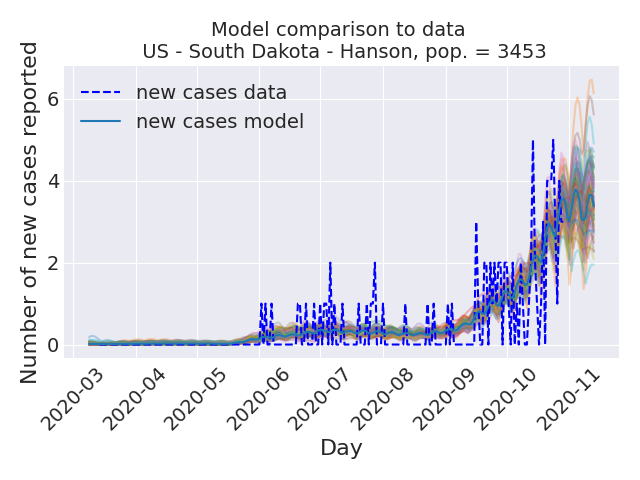 Model comparison to data
US - South Dakota - Hanson, pop. = 3453
new cases data
new cases model
Number of new cases reported
6
4
2
0
2020-03
2020-04
2020-05
2020-06
2020-07
2020-08
2020-09
2020-10
2020-11
Day